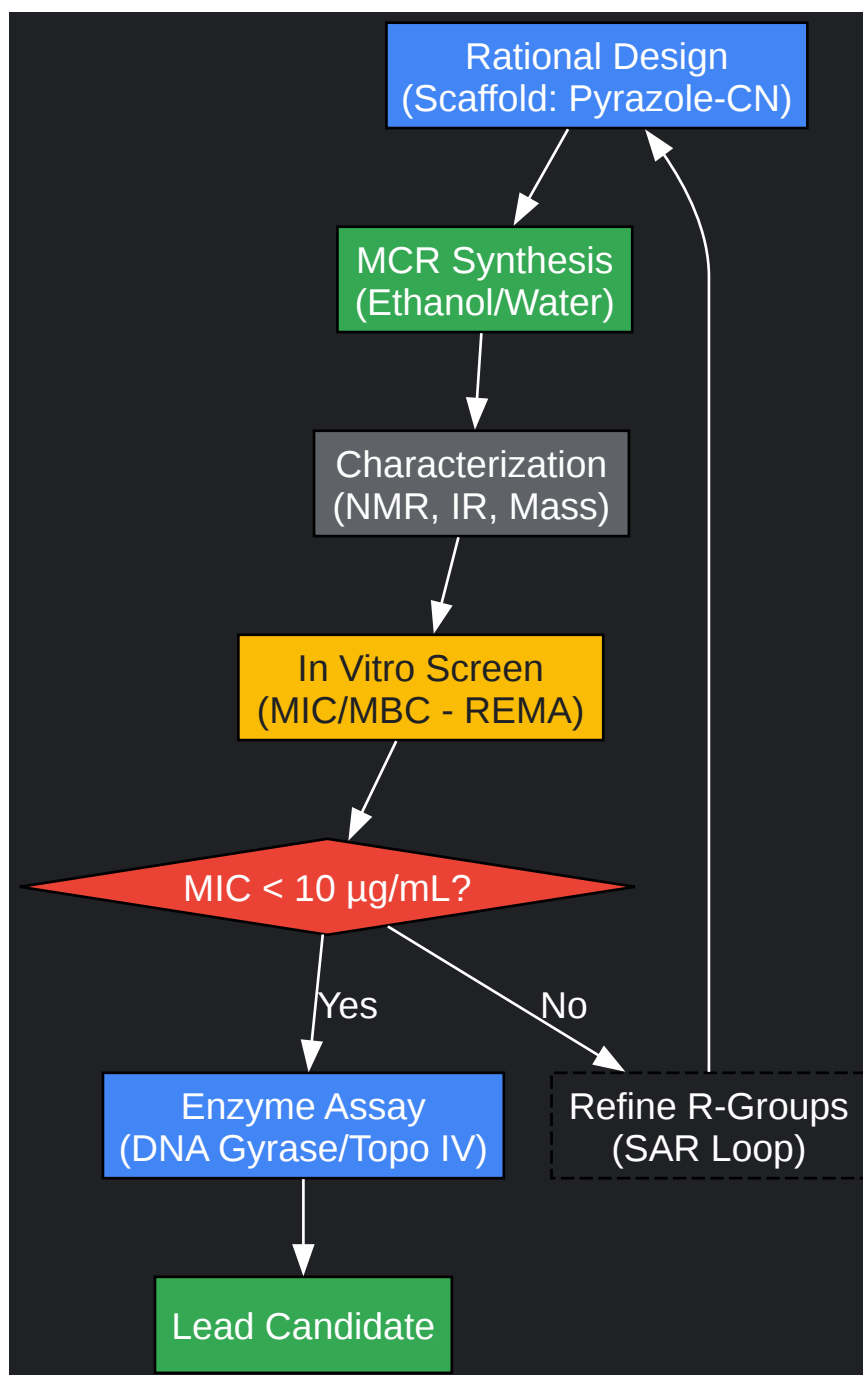 Rational Design
(Scaffold: Pyrazole-CN)
MCR Synthesis
(Ethanol/Water)
Characterization
(NMR, IR, Mass)
In Vitro Screen
(MIC/MBC - REMA)
MIC < 10 µg/mL?
Yes
No
Enzyme Assay
(DNA Gyrase/Topo IV)
Refine R-Groups
(SAR Loop)
Lead Candidate